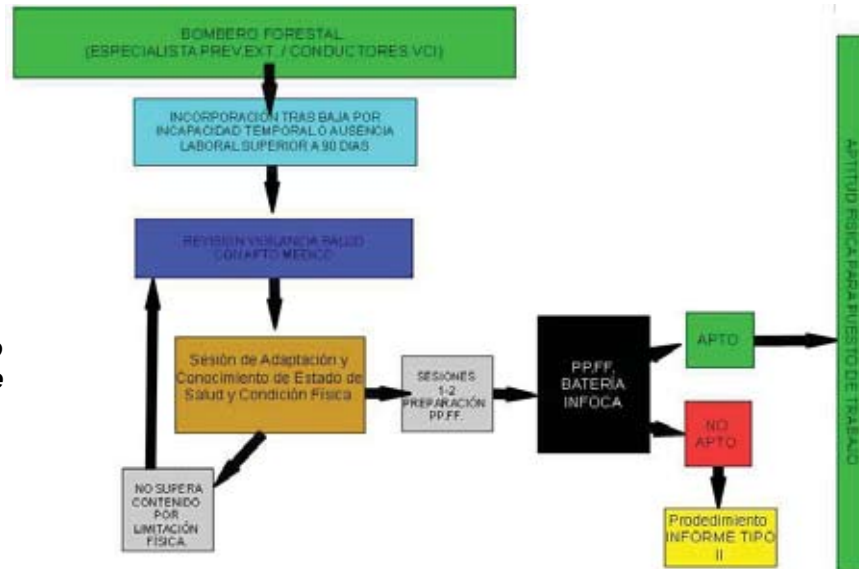 BOMBERO FORESTAL
(ESPECIALISTA PREV.EXT. / CONDUCTORES VCI)
INCORPORACIÓN TRAS BAJA POR
INCAPACIDAD TEMPORAL O AUSENCIA
LABORAL SUPERIOR A 90 DIAS
REVISIÓN VIGILANCIA SALUD
CON APTO MEDICO
Sesión de Adaptación y
Conocimiento de Estado de
Salud y Condición Física
SESIONES
1-2
PREPARACIÓN
PP.FF.
PP.FF.
BATERÍA
INFOCA
APTO
NO
APTO
Prodedimiento
INFORME TIPO
II
NO SUPERA
CONTENIDO
POR
LIMITACIÓN
FÍSICA.
APTITUD FISICA PARA PUESTO DE TRABAJO